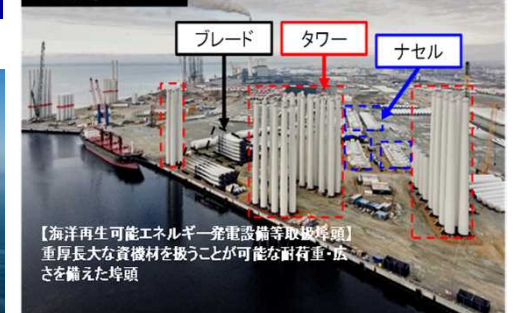 ブレード
タワー
ナセル
【海洋再生可能エネルギー発電設備等取扱埠頭】
重厚長大な資機材を扱うことが可能な耐荷重・広
さを備えた埠頭